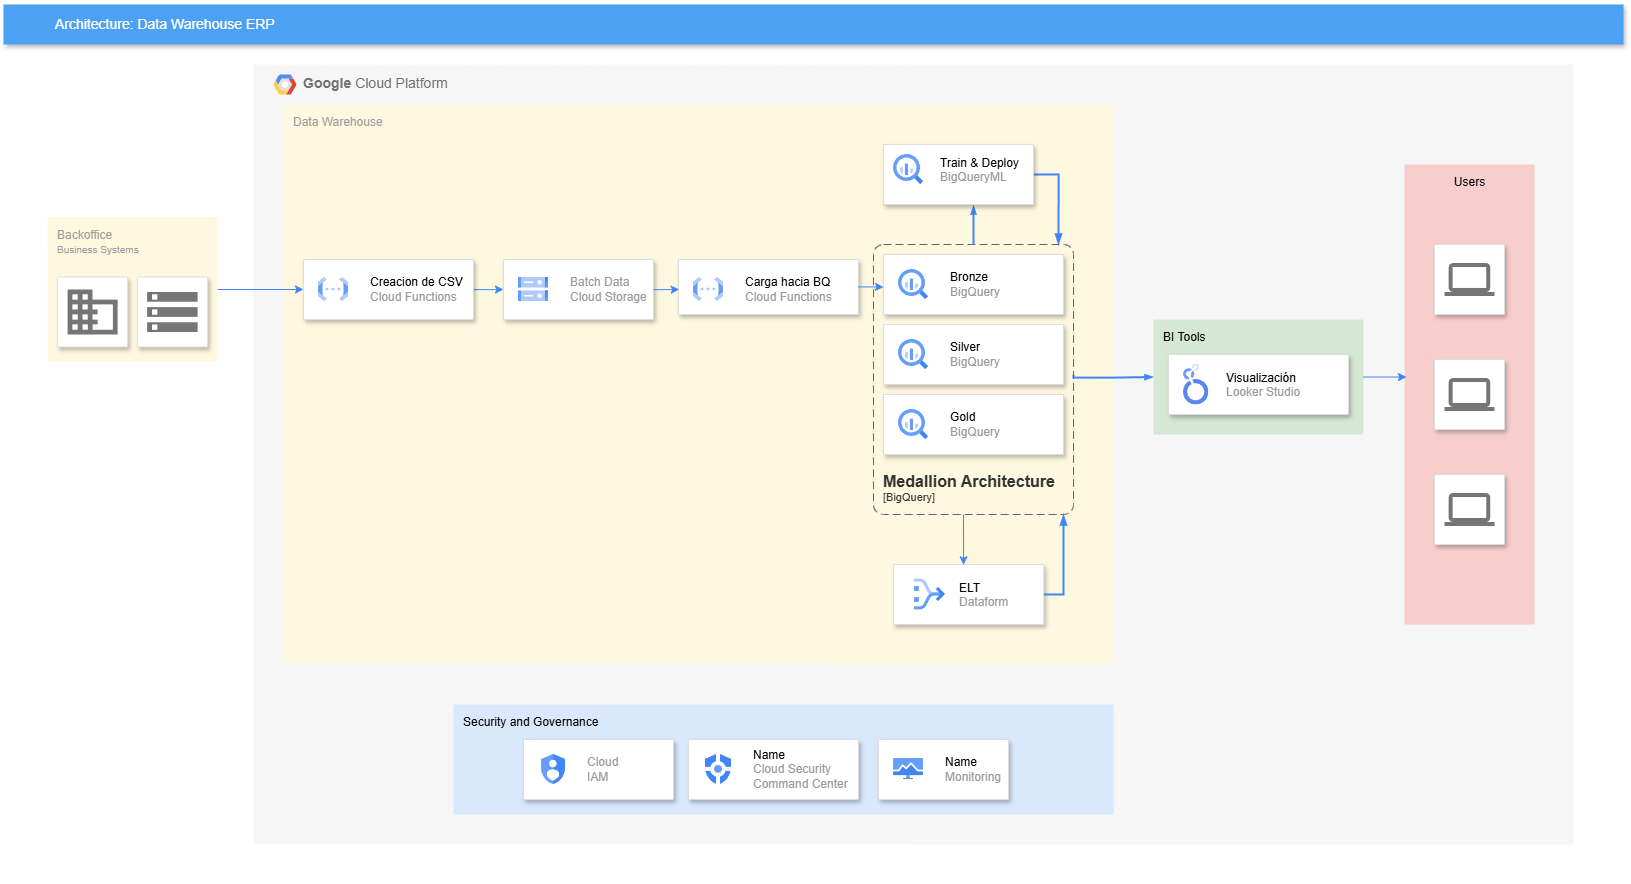 Architecture: Data Warehouse ERP
Google Cloud Platform
Data Warehouse
Backoffice
Business Systems
Creacion de CSV
Cloud Functions
Batch Data
Cloud Storage
Carga hacia BQ
Cloud Functions
Train & Deploy
BigQueryML
Bronze
BigQuery
Silver
BigQuery
Gold
BigQuery
Medallion Architecture
[BigQuery]
ELT
Dataform
BI Tools
Visualización
Looker Studio
Users
Security and Governance
Cloud
IAM
Name
Cloud Security
Command Center
Name
Monitoring